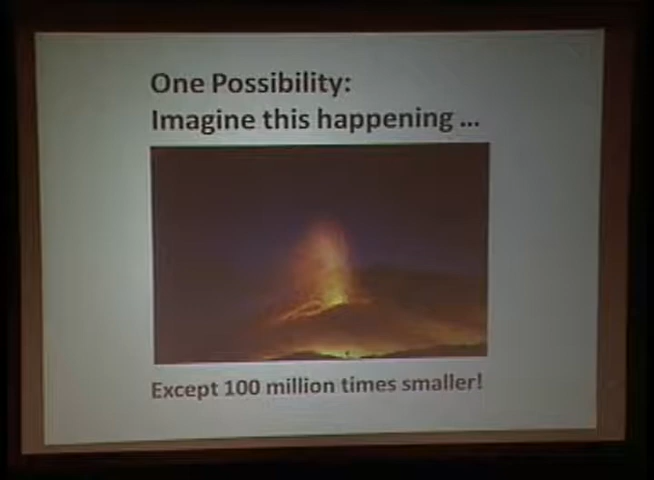 One Possibility:
Imagine this happening ...
Except 100 million times smaller!